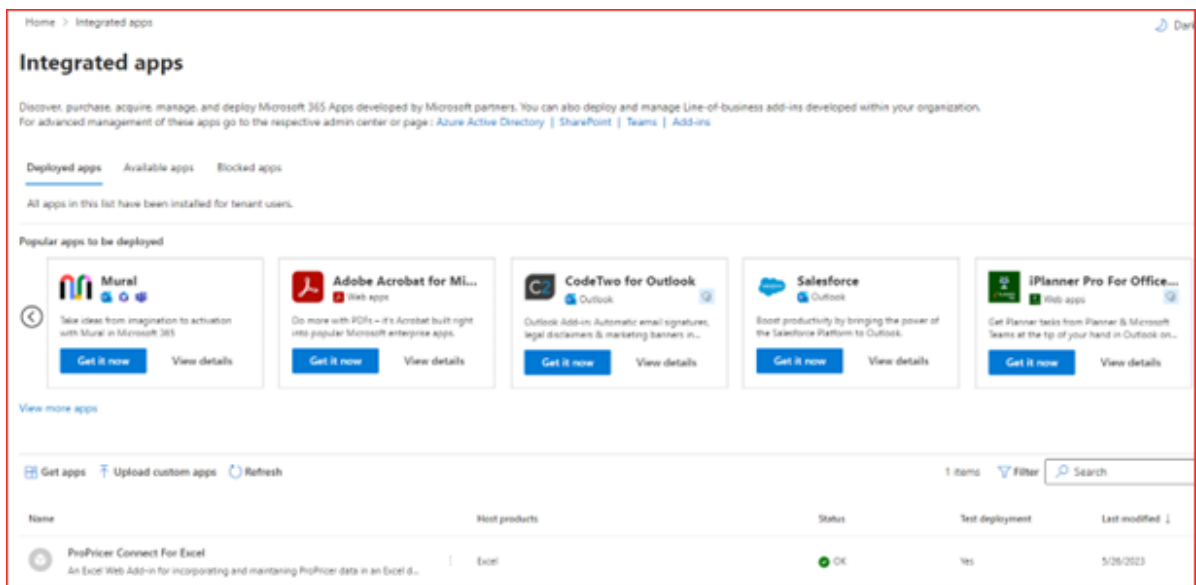 Home > Integrated apps
Dark
Integrated apps
Discover, purchase, acquire, manage, and deploy Microsoft 365 Apps developed by Microsoft partners. You can also deploy and manage Line-of-business add-ins developed within your organization.
For advanced management of these apps go to the respective admin center or page : Azure Active Directory | SharePoint | Teams | Add-ins
Deployed apps Available apps Blocked apps
All apps in this list have been installed for tenant users.
Popular apps to be deployed
Mural
Take ideas from imagination to activation
with Mural in Microsoft 365
Get it now View details
Adobe Acrobat for Mi...
Web apps
Do more with PDFs – it's Acrobat built right
into popular Microsoft enterprise apps.
Get it now View details
C2
CodeTwo for Outlook
Outlook
Outlook Add-in: Automatic email signatures,
legal disclaimers & marketing banners in...
Get it now View details
Salesforce
Outlook
Boost productivity by bringing the power of
the Salesforce Platform to Outlook.
Get it now View details
iPlanner Pro For Office...
Web apps
Get Planner tasks from Planner & Microsoft
Teams at the tip of your hand in Outlook on...
Get it now View details
View more apps
Get apps Upload custom apps Refresh
1 items Filter Search
Name Host products Status Test deployment Last modified ↓
ProPricer Connect For Excel
An Excel Web Add-in for incorporating and maintaining ProPricer data in an Excel d...
Excel OK Yes 5/26/2023